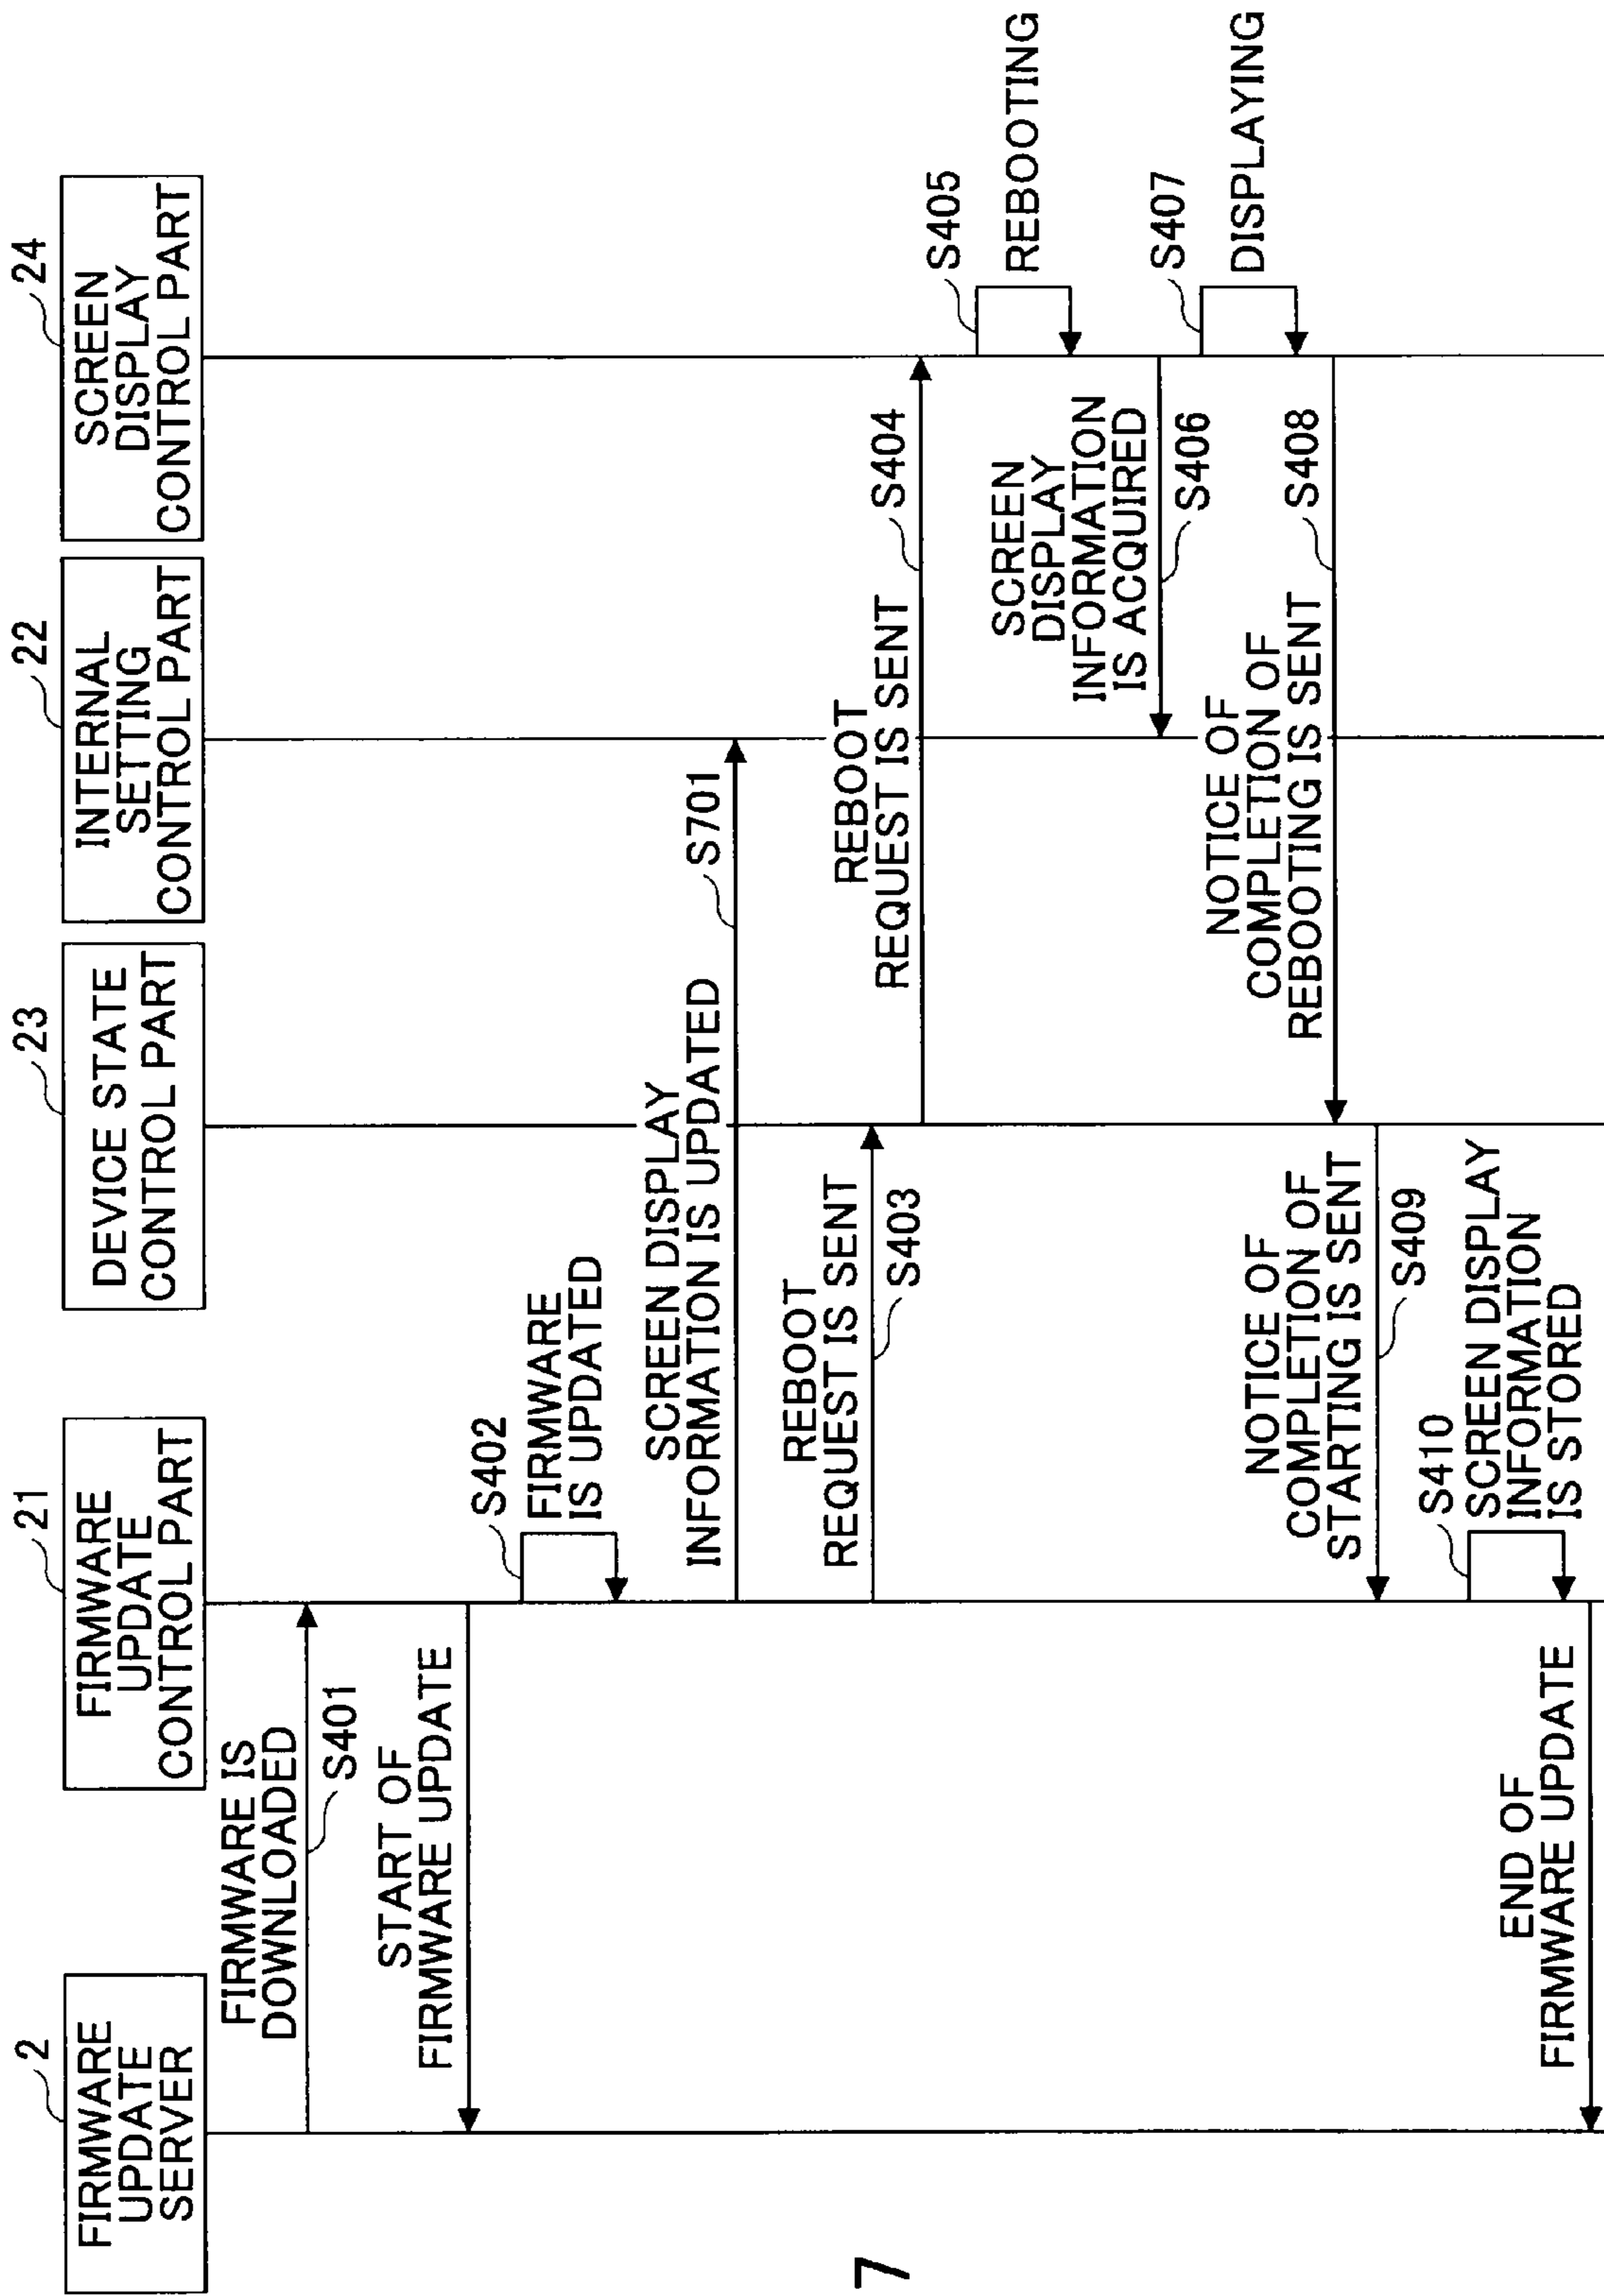 2
FIRMWARE
UPDATE
SERVER
21
FIRMWARE
UPDATE
CONTROL PART
23
DEVICE STATE
CONTROL PART
22
INTERNAL
SETTING
CONTROL PART
24
SCREEN
DISPLAY
CONTROL PART
FIRMWARE IS
DOWNLOADED
S401
START OF
FIRMWARE UPDATE
S402
FIRMWARE
IS UPDATED
SCREEN DISPLAY
INFORMATION IS UPDATED
S701
REBOOT
REQUEST IS SENT
S403
REBOOT
REQUEST IS SENT
S404
S405
REBOOTING
SCREEN
DISPLAY
INFORMATION
IS ACQUIRED
S406
S407
DISPLAYING
NOTICE OF
COMPLETION OF
REBOOTING IS SENT
S408
NOTICE OF
COMPLETION OF
STARTING IS SENT
S409
S410
SCREEN DISPLAY
INFORMATION
IS STORED
END OF
FIRMWARE UPDATE
7